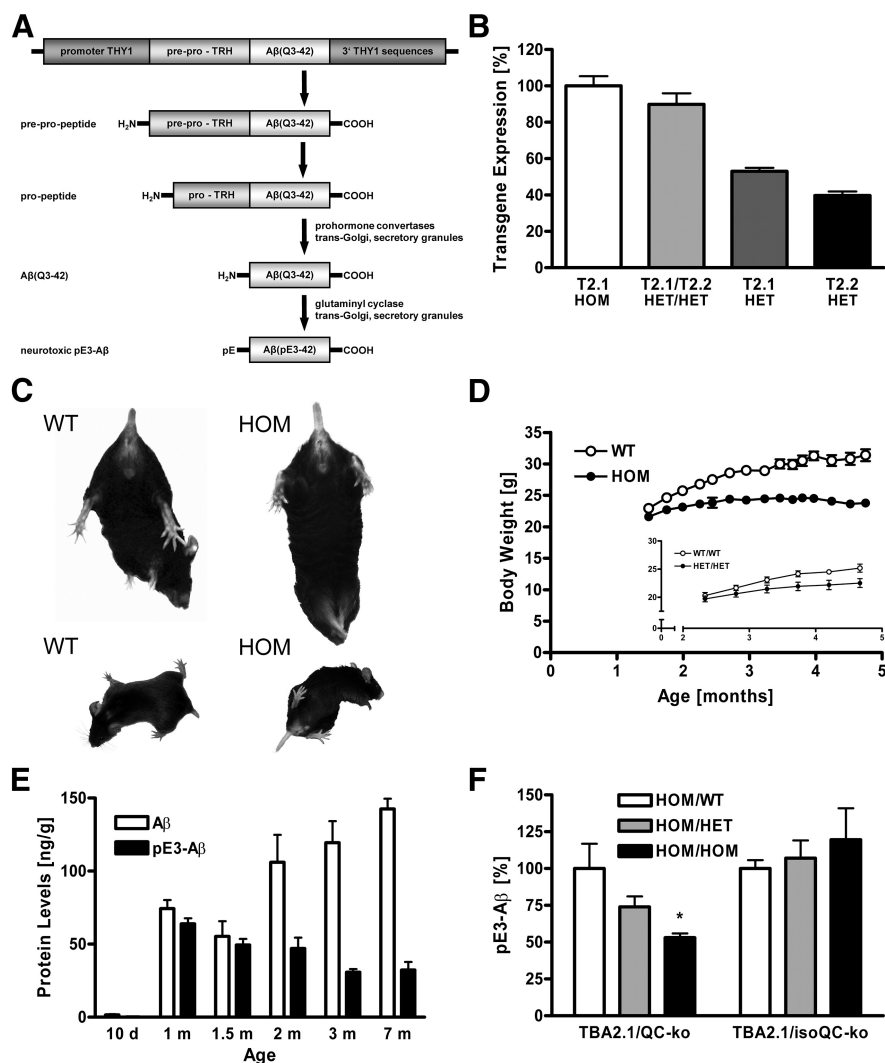 A
promoter THY1 pre-pro - TRH Aβ(Q3-42) 3' THY1 sequences
pre-pro-peptide H2N pre-pro - TRH Aβ(Q3-42) COOH
pro-peptide H2N pro - TRH Aβ(Q3-42) COOH
prohormone convertases
trans-Golgi, secretory granules
Aβ(Q3-42) H2N Aβ(Q3-42) COOH
glutaminyl cyclase
trans-Golgi, secretory granules
neurotoxic pE3-Aβ pE Aβ(pE3-42) COOH
B
Transgene Expression [%]
120
100
80
60
40
20
0
T2.1 T2.1/T2.2 T2.1 T2.2
HOM HET/HET HET HET
C
WT HOM
WT HOM
D
Body Weight [g]
35
30
25
20
15
10
5
0
WT
HOM
25
20
0
WT/WT
HET/HET
0 2 3 4 5
0 1 2 3 4 5
Age [months]
E
Protein Levels [ng/g]
150
100
50
0
Aβ
pE3-Aβ
10 d 1 m 1.5 m 2 m 3 m 7 m
Age
F
pE3-Aβ [%]
150
125
100
75
50
25
0
HOM/WT
HOM/HET
HOM/HOM
*
TBA2.1/QC-ko TBA2.1/isoQC-ko